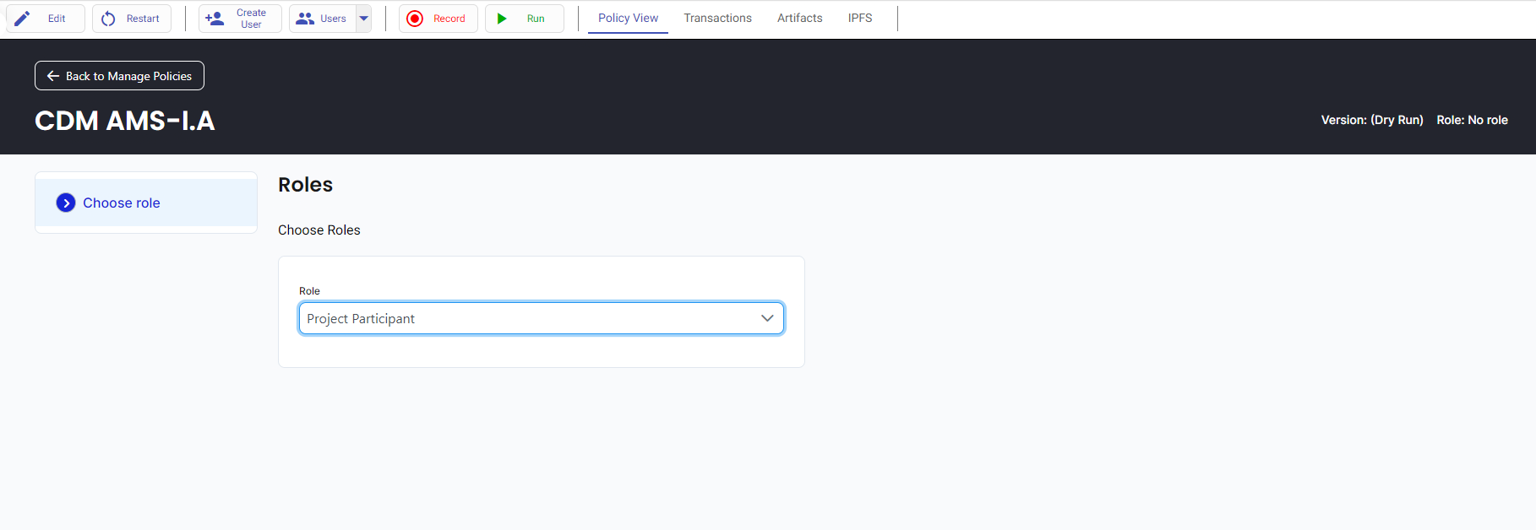 Edit
Restart
Create
User
Users
Record
Run
Policy View
Transactions
Artifacts
IPFS
Back to Manage Policies
CDM AMS-I.A
Version: (Dry Run)
Role: No role
Choose role
Roles
Choose Roles
Role
Project Participant